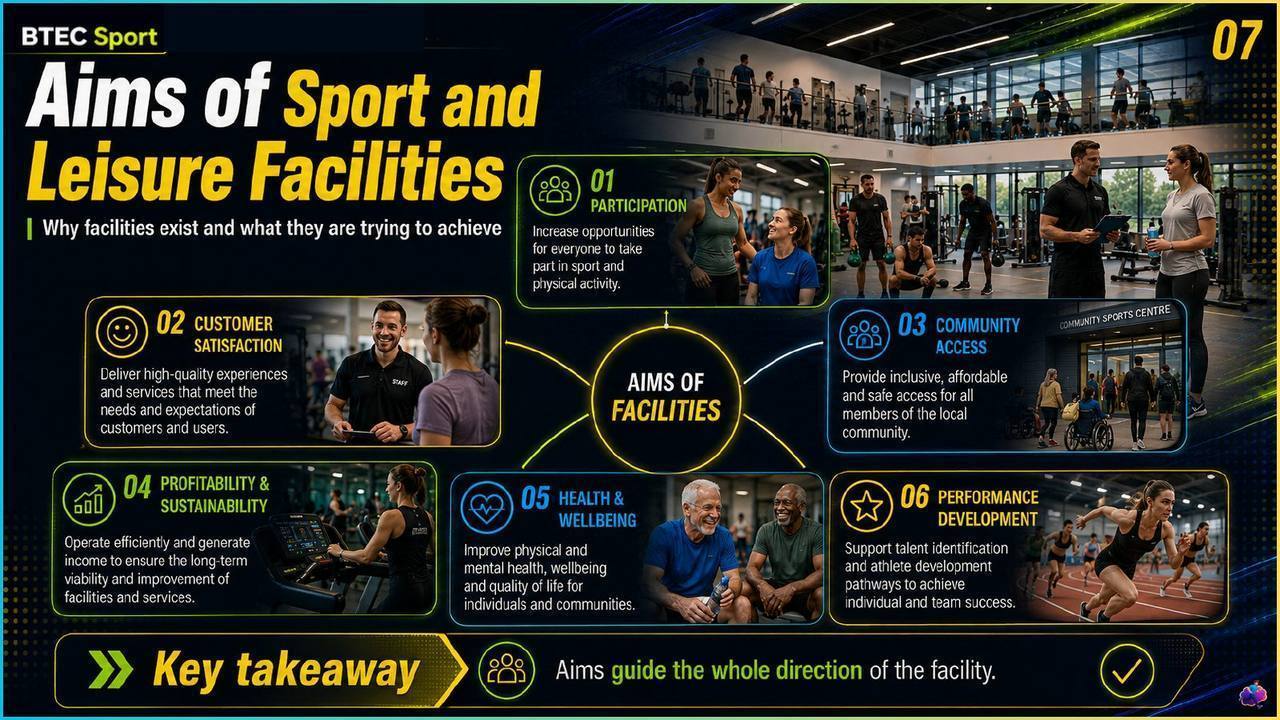 BTEC Sport
07
Aims of Sport and
Leisure Facilities
Why facilities exist and what they are trying to achieve
01
PARTICIPATION
Increase opportunities
for everyone to take
part in sport and
physical activity.
02 CUSTOMER
SATISFACTION
Deliver high-quality experiences
and services that meet the
needs and expectations of
customers and users.
STAFF
AIMS OF
FACILITIES
03 COMMUNITY
ACCESS
Provide inclusive, affordable
and safe access for all
members of the local
community.
COMMUNITY SPORTS CENTRE
04 PROFITABILITY &
SUSTAINABILITY
Operate efficiently and generate
income to ensure the long-term
viability and improvement of
facilities and services.
05 HEALTH &
WELLBEING
Improve physical and
mental health, wellbeing
and quality of life for
individuals and communities.
06 PERFORMANCE
DEVELOPMENT
Support talent identification
and athlete development
pathways to achieve
individual and team success.
Key takeaway
Aims guide the whole direction of the facility.